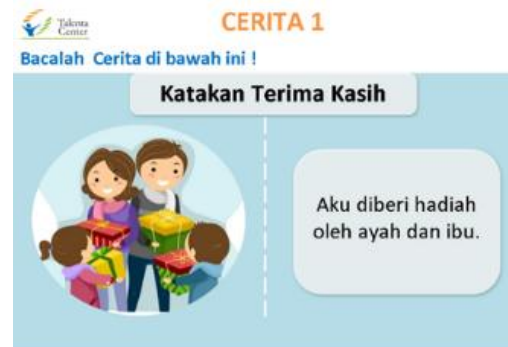 Talenta
Center
CERITA 1
Bacalah Cerita di bawah ini !
Katakan Terima Kasih
Aku diberi hadiah
oleh ayah dan ibu.